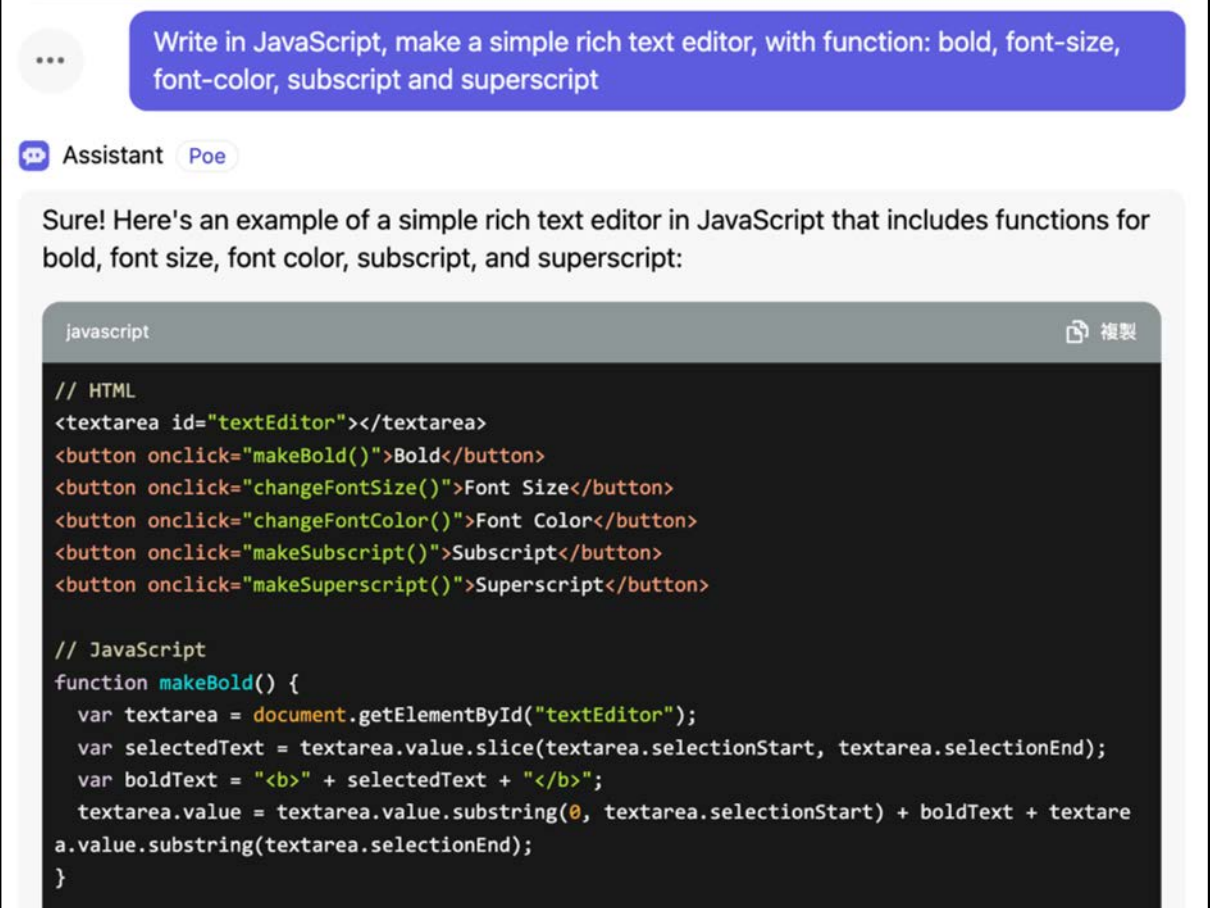 Write in JavaScript, make a simple rich text editor, with function: bold, font-size,
font-color, subscript and superscript
Assistant Poe
Sure! Here's an example of a simple rich text editor in JavaScript that includes functions for
bold, font size, font color, subscript, and superscript:
javascript 複製
// HTML
<textarea id="textEditor"></textarea>
<button onclick="makeBold()">Bold</button>
<button onclick="changeFontSize()">Font Size</button>
<button onclick="changeFontColor()">Font Color</button>
<button onclick="makeSubscript()">Subscript</button>
<button onclick="makeSuperscript()">Superscript</button>
// JavaScript
function makeBold() {
  var textarea = document.getElementById("textEditor");
  var selectedText = textarea.value.slice(textarea.selectionStart, textarea.selectionEnd);
  var boldText = "<b>" + selectedText + "</b>";
  textarea.value = textarea.value.substring(0, textarea.selectionStart) + boldText + textare
a.value.substring(textarea.selectionEnd);
}